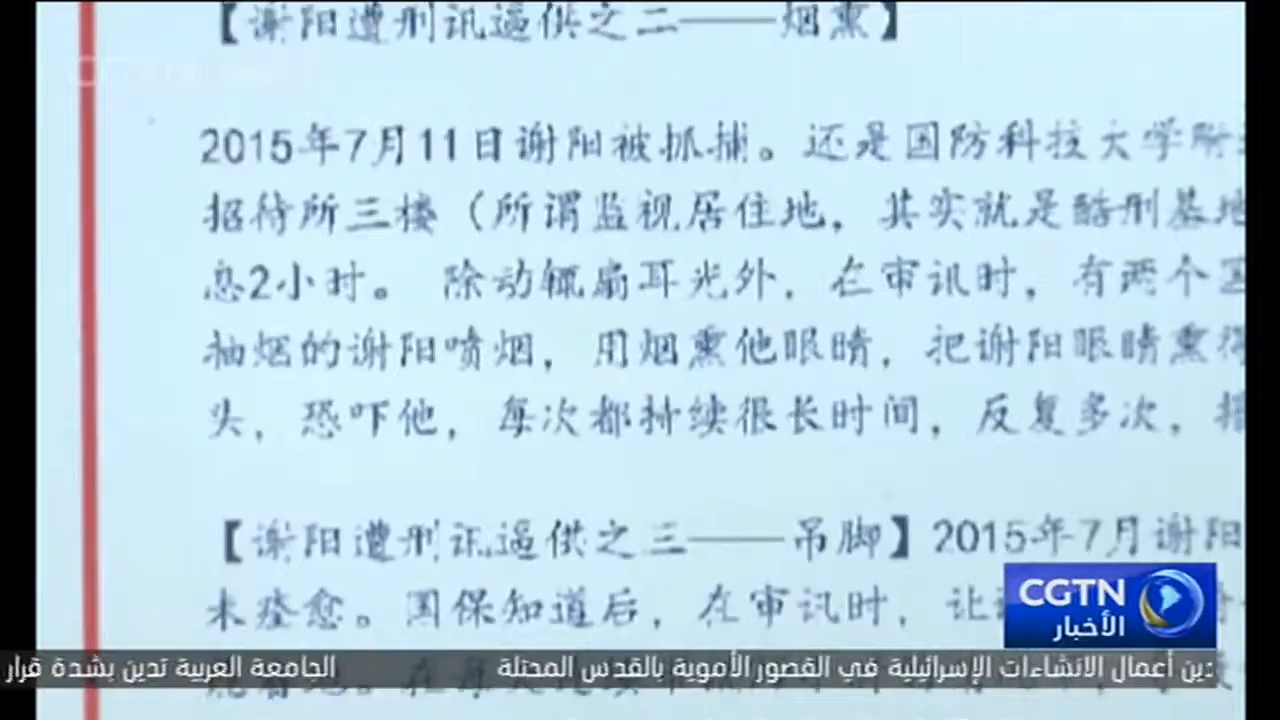 【谢阳遭刑讯逼供之二——烟熏】
2015年7月11日谢阳被抓捕。还是国防科技大学附
招待所三楼（所谓监视居住地，其实就是酷刑基地
息2小时。 除动辄扇耳光外，在审讯时，有两个国
抽烟的谢阳喷烟，用烟熏他眼睛，把谢阳眼睛熏得
头，恐吓他，每次都持续很长时间，反复多次，
【谢阳遭刑讯逼供之三——吊脚】2015年7月谢阳
未痊愈。国保知道后，在审讯时，让
CGTN
الأخبار
دين أعمال الانشاءات الإسرائيلية في القصور الأموية بالقدس المحتلة الجامعة العربية تدين بشدة قرار